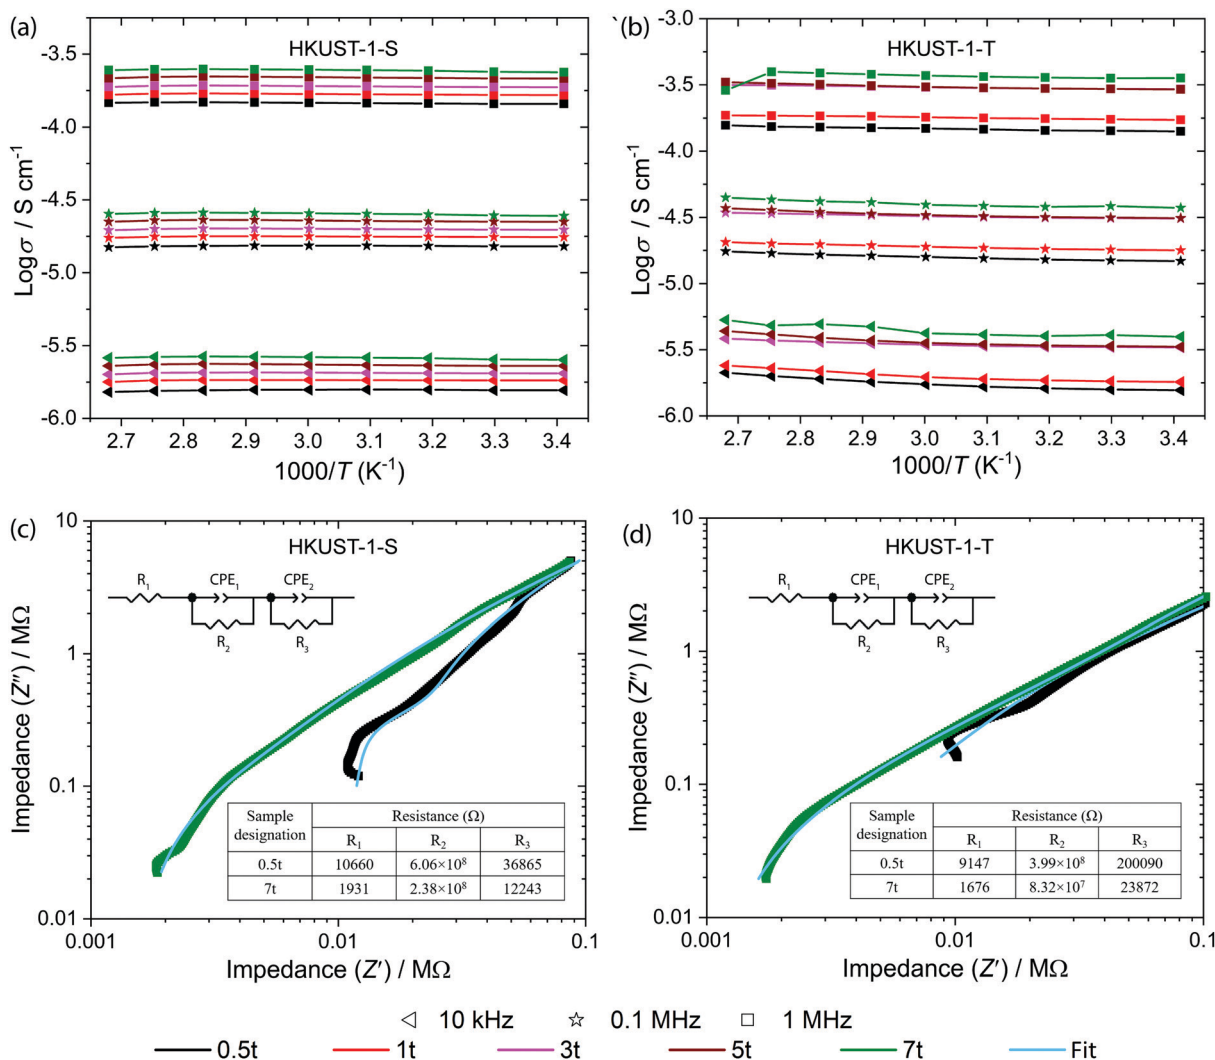 (a)
HKUST-1-S
-3.5
-4.0
-4.5
-5.0
-5.5
-6.0
Logσ / S cm⁻¹
2.7 2.8 2.9 3.0 3.1 3.2 3.3 3.4
1000/T (K⁻¹)
`(b)
HKUST-1-T
-3.0
-3.5
-4.0
-4.5
-5.0
-5.5
-6.0
Logσ / S cm⁻¹
2.7 2.8 2.9 3.0 3.1 3.2 3.3 3.4
1000/T (K⁻¹)
(c)
HKUST-1-S
10
1
0.1
0.01
Impedance (Z″) / MΩ
R₁ CPE₁ CPE₂
R₂ R₃
Sample designation Resistance (Ω)
R₁ R₂ R₃
0.5t 10660 6.06×10⁸ 36865
7t 1931 2.38×10⁸ 12243
0.001 0.01 0.1
Impedance (Z′) / MΩ
(d)
HKUST-1-T
10
1
0.1
0.01
Impedance (Z″) / MΩ
R₁ CPE₁ CPE₂
R₂ R₃
Sample designation Resistance (Ω)
R₁ R₂ R₃
0.5t 9147 3.99×10⁸ 200090
7t 1676 8.32×10⁷ 23872
0.001 0.01 0.1
Impedance (Z′) / MΩ
10 kHz 0.1 MHz 1 MHz
0.5t 1t 3t 5t 7t Fit